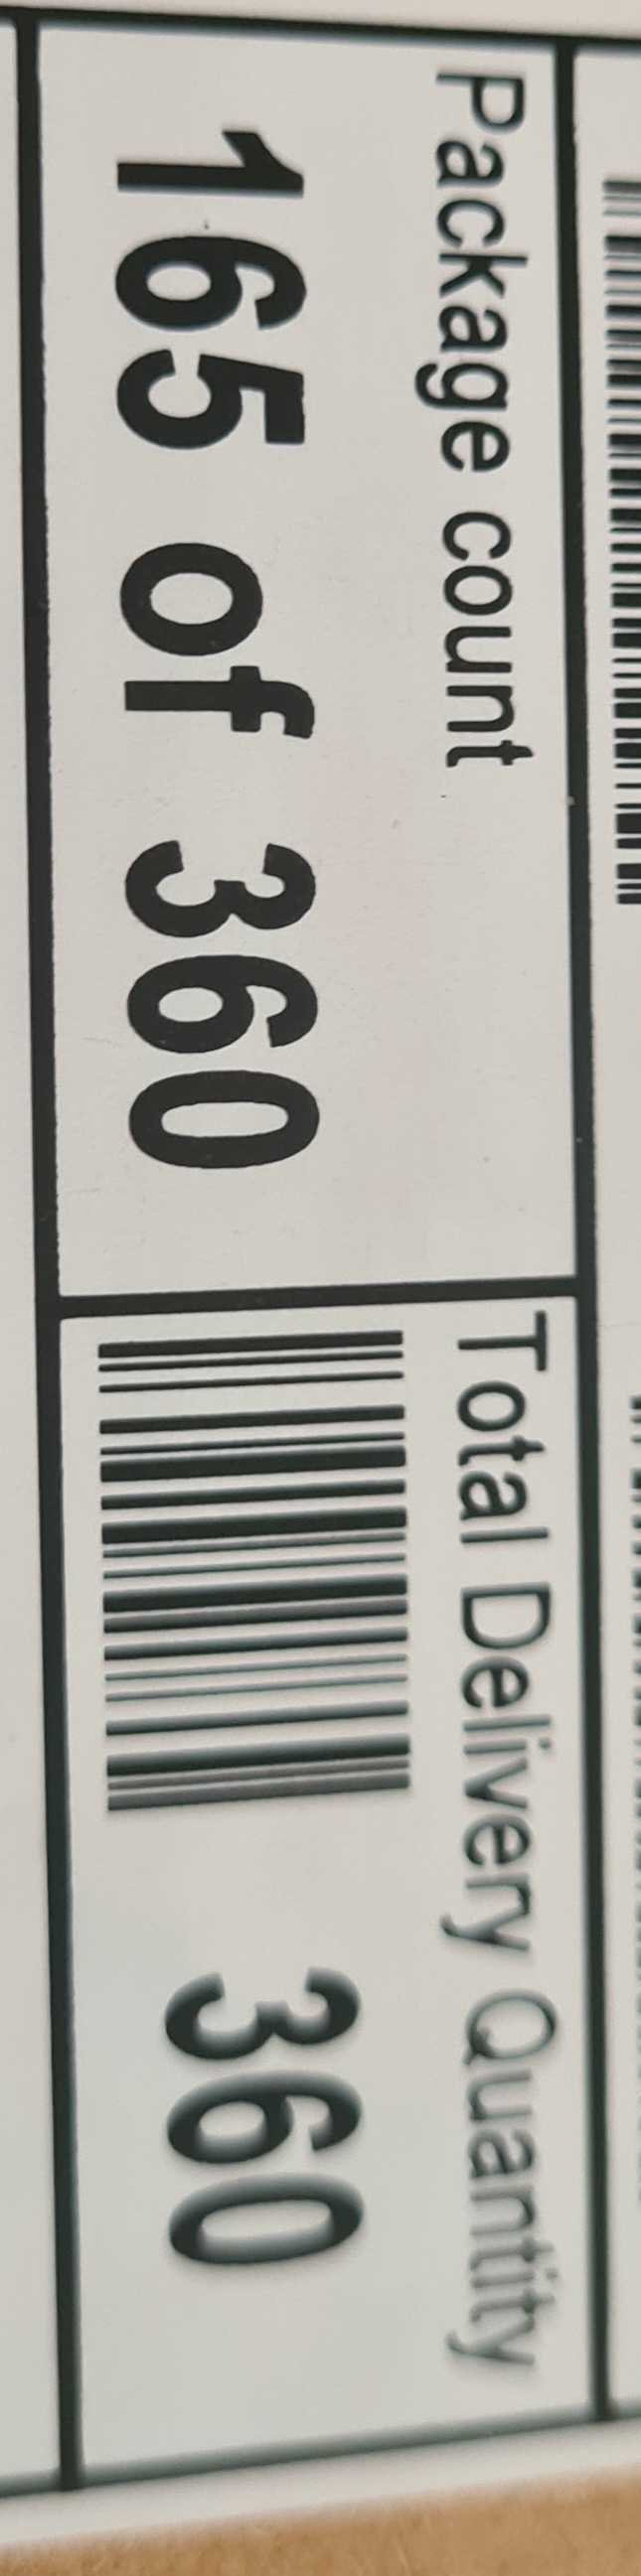 Package count
165 of 360
Total Delivery Quantity
360